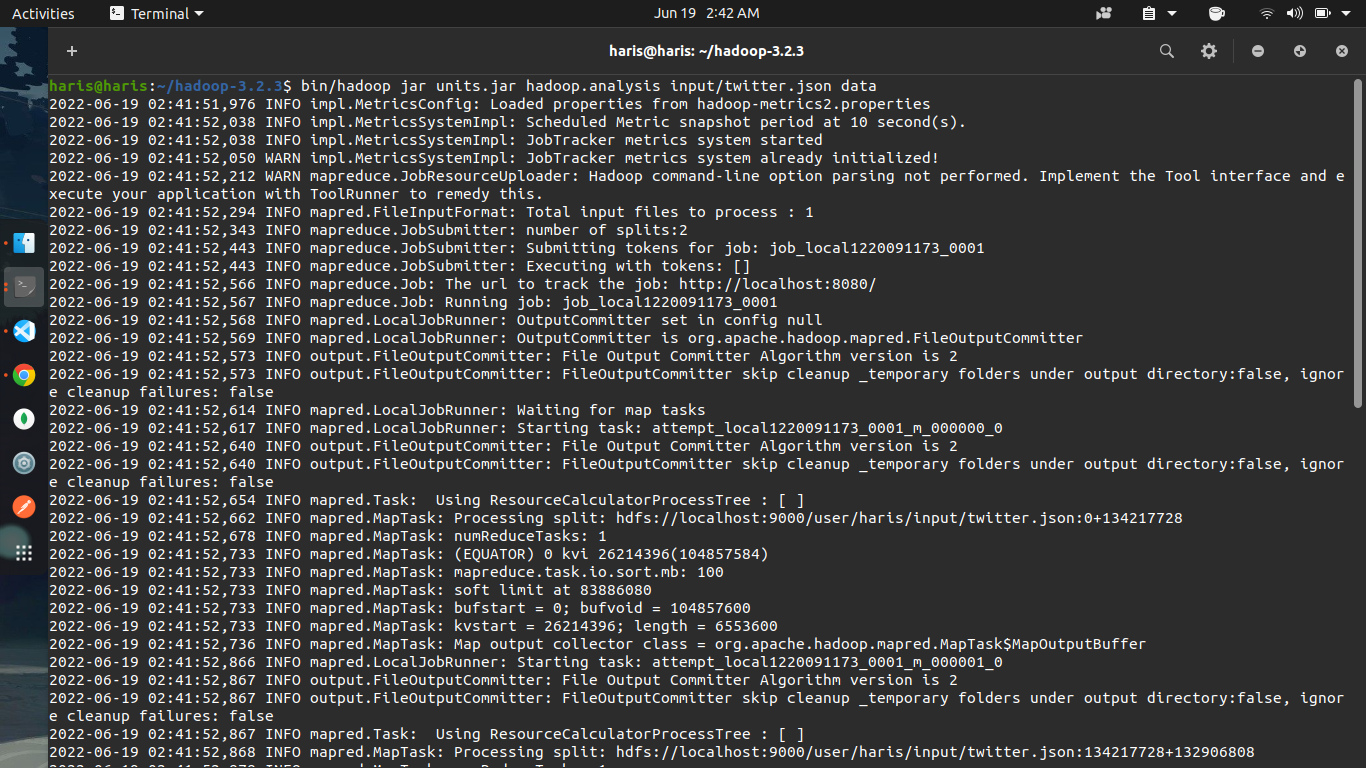 Activities Terminal Jun 19 2:42 AM
haris@haris: ~/hadoop-3.2.3
haris@haris:~/hadoop-3.2.3$ bin/hadoop jar units.jar hadoop.analysis input/twitter.json data
2022-06-19 02:41:51,976 INFO impl.MetricsConfig: Loaded properties from hadoop-metrics2.properties
2022-06-19 02:41:52,038 INFO impl.MetricsSystemImpl: Scheduled Metric snapshot period at 10 second(s).
2022-06-19 02:41:52,038 INFO impl.MetricsSystemImpl: JobTracker metrics system started
2022-06-19 02:41:52,050 WARN impl.MetricsSystemImpl: JobTracker metrics system already initialized!
2022-06-19 02:41:52,212 WARN mapreduce.JobResourceUploader: Hadoop command-line option parsing not performed. Implement the Tool interface and e
xecute your application with ToolRunner to remedy this.
2022-06-19 02:41:52,294 INFO mapred.FileInputFormat: Total input files to process : 1
2022-06-19 02:41:52,343 INFO mapreduce.JobSubmitter: number of splits:2
2022-06-19 02:41:52,443 INFO mapreduce.JobSubmitter: Submitting tokens for job: job_local1220091173_0001
2022-06-19 02:41:52,443 INFO mapreduce.JobSubmitter: Executing with tokens: []
2022-06-19 02:41:52,566 INFO mapreduce.Job: The url to track the job: http://localhost:8080/
2022-06-19 02:41:52,567 INFO mapreduce.Job: Running job: job_local1220091173_0001
2022-06-19 02:41:52,568 INFO mapred.LocalJobRunner: OutputCommitter set in config null
2022-06-19 02:41:52,569 INFO mapred.LocalJobRunner: OutputCommitter is org.apache.hadoop.mapred.FileOutputCommitter
2022-06-19 02:41:52,573 INFO output.FileOutputCommitter: File Output Committer Algorithm version is 2
2022-06-19 02:41:52,573 INFO output.FileOutputCommitter: FileOutputCommitter skip cleanup _temporary folders under output directory:false, ignor
e cleanup failures: false
2022-06-19 02:41:52,614 INFO mapred.LocalJobRunner: Waiting for map tasks
2022-06-19 02:41:52,617 INFO mapred.LocalJobRunner: Starting task: attempt_local1220091173_0001_m_000000_0
2022-06-19 02:41:52,640 INFO output.FileOutputCommitter: File Output Committer Algorithm version is 2
2022-06-19 02:41:52,640 INFO output.FileOutputCommitter: FileOutputCommitter skip cleanup _temporary folders under output directory:false, ignor
e cleanup failures: false
2022-06-19 02:41:52,654 INFO mapred.Task:  Using ResourceCalculatorProcessTree : [ ]
2022-06-19 02:41:52,662 INFO mapred.MapTask: Processing split: hdfs://localhost:9000/user/haris/input/twitter.json:0+134217728
2022-06-19 02:41:52,678 INFO mapred.MapTask: numReduceTasks: 1
2022-06-19 02:41:52,733 INFO mapred.MapTask: (EQUATOR) 0 kvi 26214396(104857584)
2022-06-19 02:41:52,733 INFO mapred.MapTask: mapreduce.task.io.sort.mb: 100
2022-06-19 02:41:52,733 INFO mapred.MapTask: soft limit at 83886080
2022-06-19 02:41:52,733 INFO mapred.MapTask: bufstart = 0; bufvoid = 104857600
2022-06-19 02:41:52,733 INFO mapred.MapTask: kvstart = 26214396; length = 6553600
2022-06-19 02:41:52,736 INFO mapred.MapTask: Map output collector class = org.apache.hadoop.mapred.MapTask$MapOutputBuffer
2022-06-19 02:41:52,866 INFO mapred.LocalJobRunner: Starting task: attempt_local1220091173_0001_m_000001_0
2022-06-19 02:41:52,867 INFO output.FileOutputCommitter: File Output Committer Algorithm version is 2
2022-06-19 02:41:52,867 INFO output.FileOutputCommitter: FileOutputCommitter skip cleanup _temporary folders under output directory:false, ignor
e cleanup failures: false
2022-06-19 02:41:52,867 INFO mapred.Task:  Using ResourceCalculatorProcessTree : [ ]
2022-06-19 02:41:52,868 INFO mapred.MapTask: Processing split: hdfs://localhost:9000/user/haris/input/twitter.json:134217728+132906808